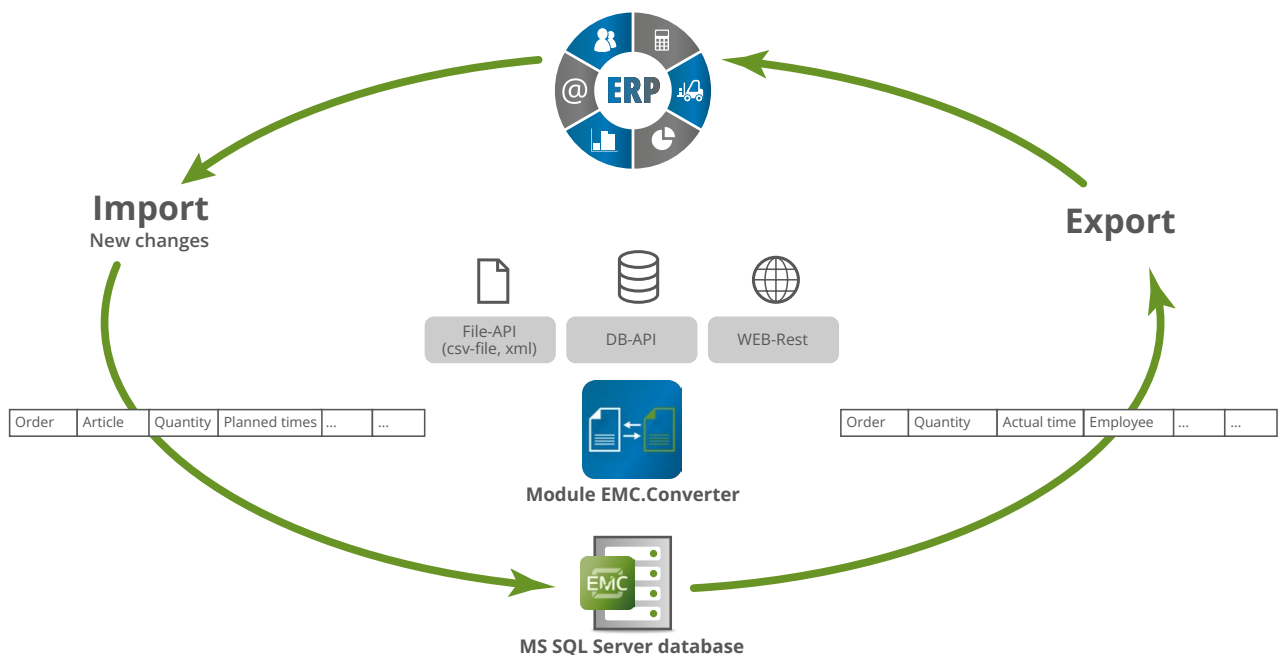 @
ERP
Import
New changes
Export
File-API
(csv-file, xml)
DB-API
WEB-Rest
Order Article Quantity Planned times ... ...
Order Quantity Actual time Employee ... ...
Module EMC.Converter
EMC
MS SQL Server database